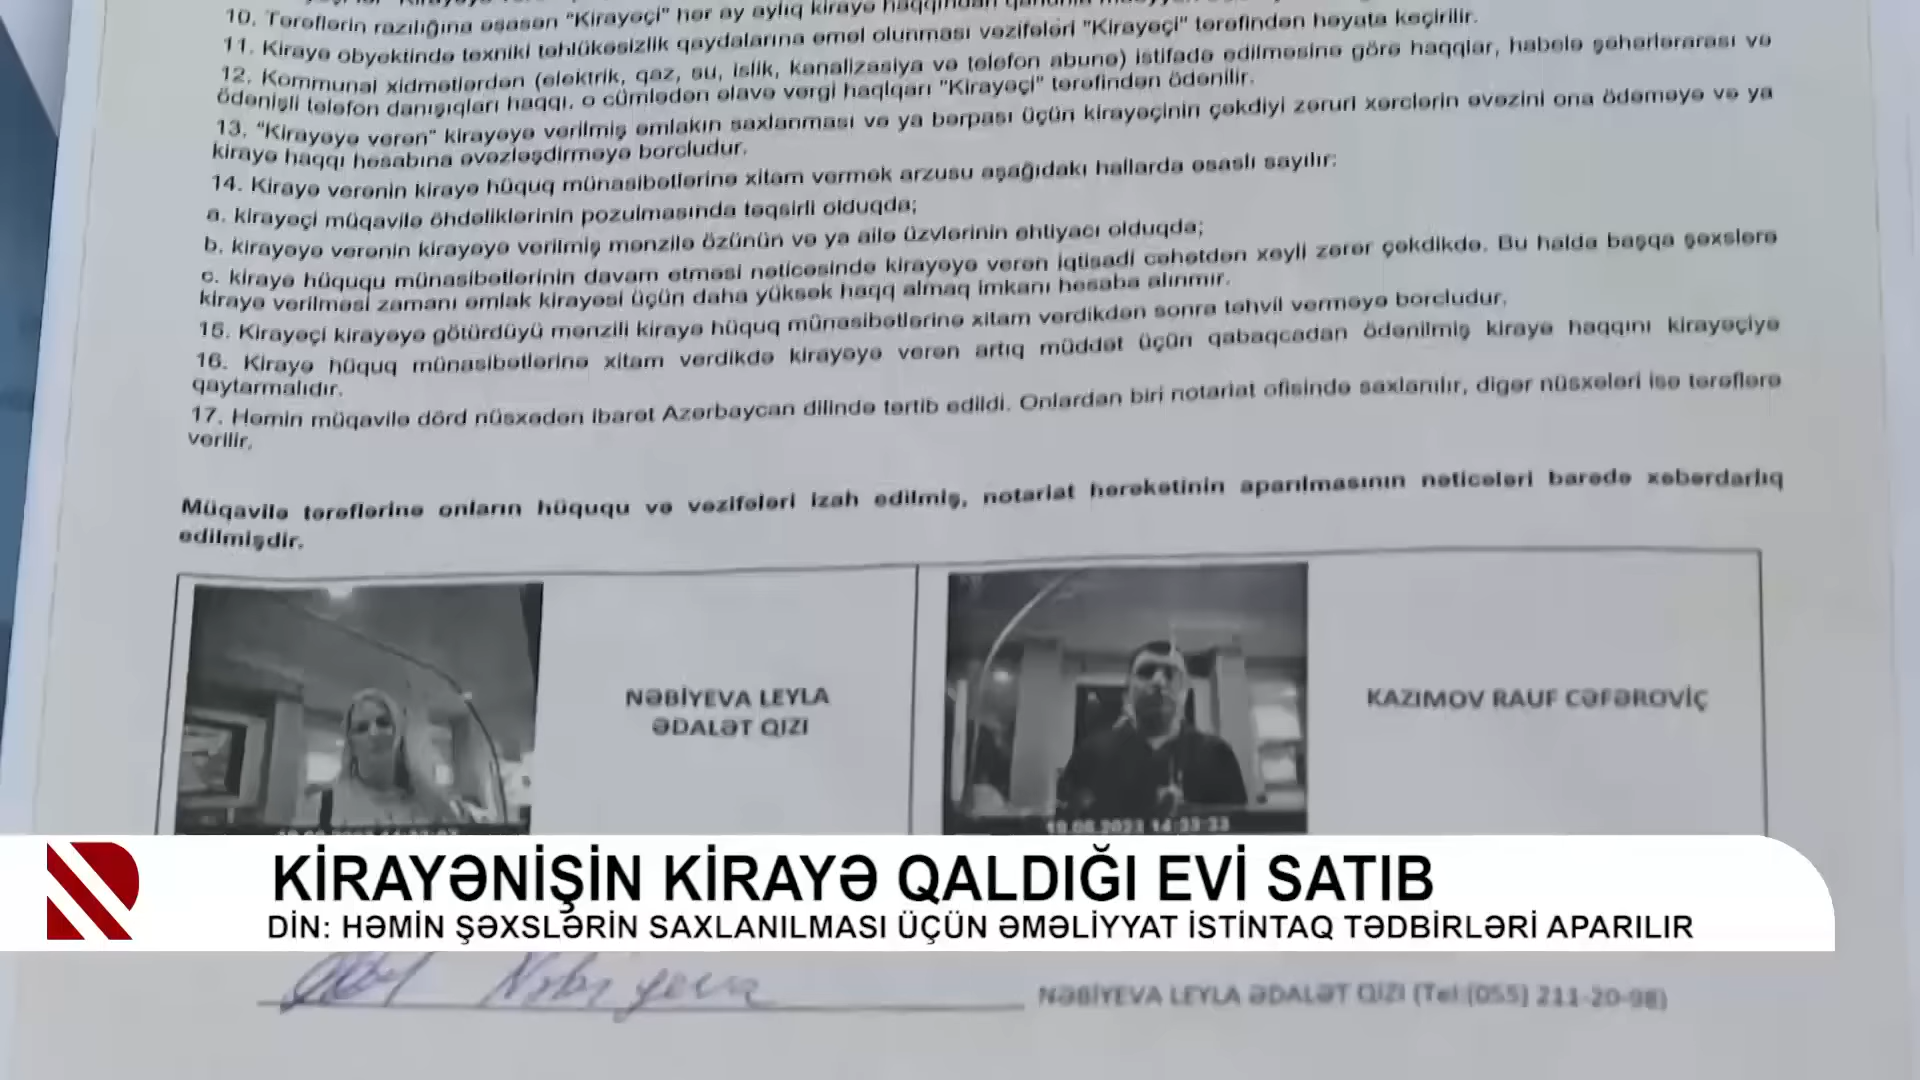 10. Tərəflərin razılığına əsasən "Kirayəçi" hər ay aylıq kirayə haqqından
11. Kirayə obyektində texniki təhlükəsizlik qaydalarına əməl olunması vəzifələri "Kirayəçi" tərəfindən həyata keçirilir.
12. Kommunal xidmətlərdən (elektrik, qaz, su, işlik, kanalizasiya və telefon abunə) istifadə edilməsinə görə haqqlar, habelə şəhərlərarası və
ödənişli telefon danışıqları haqqı, o cümlədən əlavə vergi haqlqarı "Kirayəçi" tərəfindən ödənilir.
13. "Kirayəyə verən" kirayəyə verilmiş əmlakın saxlanması və ya bərpası üçün kirayəçinin çəkdiyi zəruri xərclərin əvəzini ona ödəməyə və ya
kirayə haqqı hesabına əvəzləşdirməyə borcludur.
14. Kirayə verənin kirayə hüquq münasibətlərinə xitam vermək arzusu aşağıdakı hallarda əsaslı sayılır:
a. kirayəçi müqavilə öhdəliklərinin pozulmasında təqsirli olduqda;
b. kirayəyə verənin kirayəyə verilmiş mənzilə özünün və ya ailə üzvlərinin ehtiyacı olduqda;
c. kirayə hüququ münasibətlərinin davam etməsi nəticəsində kirayəyə verən iqtisadi cəhətdən xeyli zərər çəkdikdə. Bu halda başqa şəxslərə
kirayə verilməsi zamanı əmlak kirayəsi üçün daha yüksək haqq almaq imkanı hesaba alınmır.
15. Kirayəçi kirayəyə götürdüyü mənzili kirayə hüquq münasibətlərinə xitam verdikdən sonra təhvil verməyə borcludur.
16. Kirayə hüquq münasibətlərinə xitam verdikdə kirayəyə verən artıq müddət üçün qabaqcadan ödənilmiş kirayə haqqını kirayəçiyə
qaytarmalıdır.
17. Həmin müqavilə dörd nüsxədən ibarət Azərbaycan dilində tərtib edildi. Onlardan biri notariat ofisində saxlanılır, digər nüsxələri isə tərəflərə
verilir.
Müqavilə tərəflərinə onların hüququ və vəzifələri izah edilmiş, notariat hərəkətinin aparılmasının nəticələri barədə xəbərdarlıq
edilmişdir.
NƏBİYEVA LEYLA
ƏDALƏT QIZI
KAZIMOV RAUF CƏFƏROVİÇ
19.06.2023 14:33:33
KİRAYƏNİŞİN KİRAYƏ QALDIĞI EVİ SATIB
DİN: HƏMİN ŞƏXSLƏRİN SAXLANILMASI ÜÇÜN ƏMƏLİYYAT İSTİNTAQ TƏDBİRLƏRİ APARILIR
Nəbiyeva
NƏBİYEVA LEYLA ƏDALƏT QIZI (Tel:(055) 211-20-98)